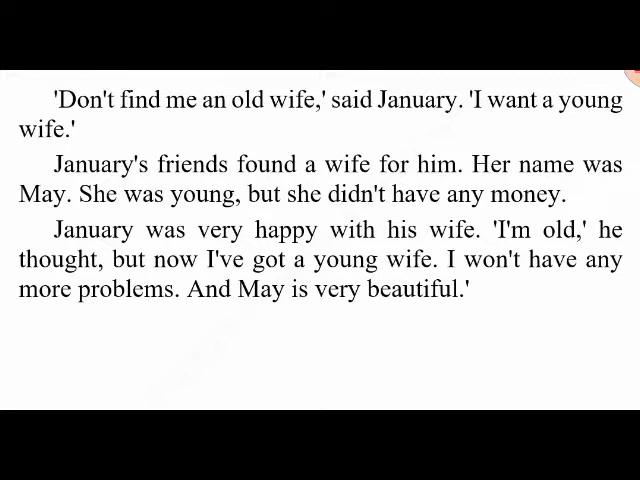 'Don't find me an old wife,' said January. 'I want a young
wife.'
January's friends found a wife for him. Her name was
May. She was young, but she didn't have any money.
January was very happy with his wife. 'I'm old,' he
thought, but now I've got a young wife. I won't have any
more problems. And May is very beautiful.'